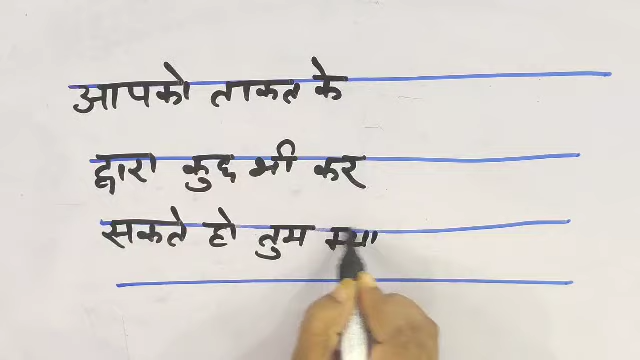 आपको ताकत के
द्वारा कुछ भी कर
सकते हो तुम